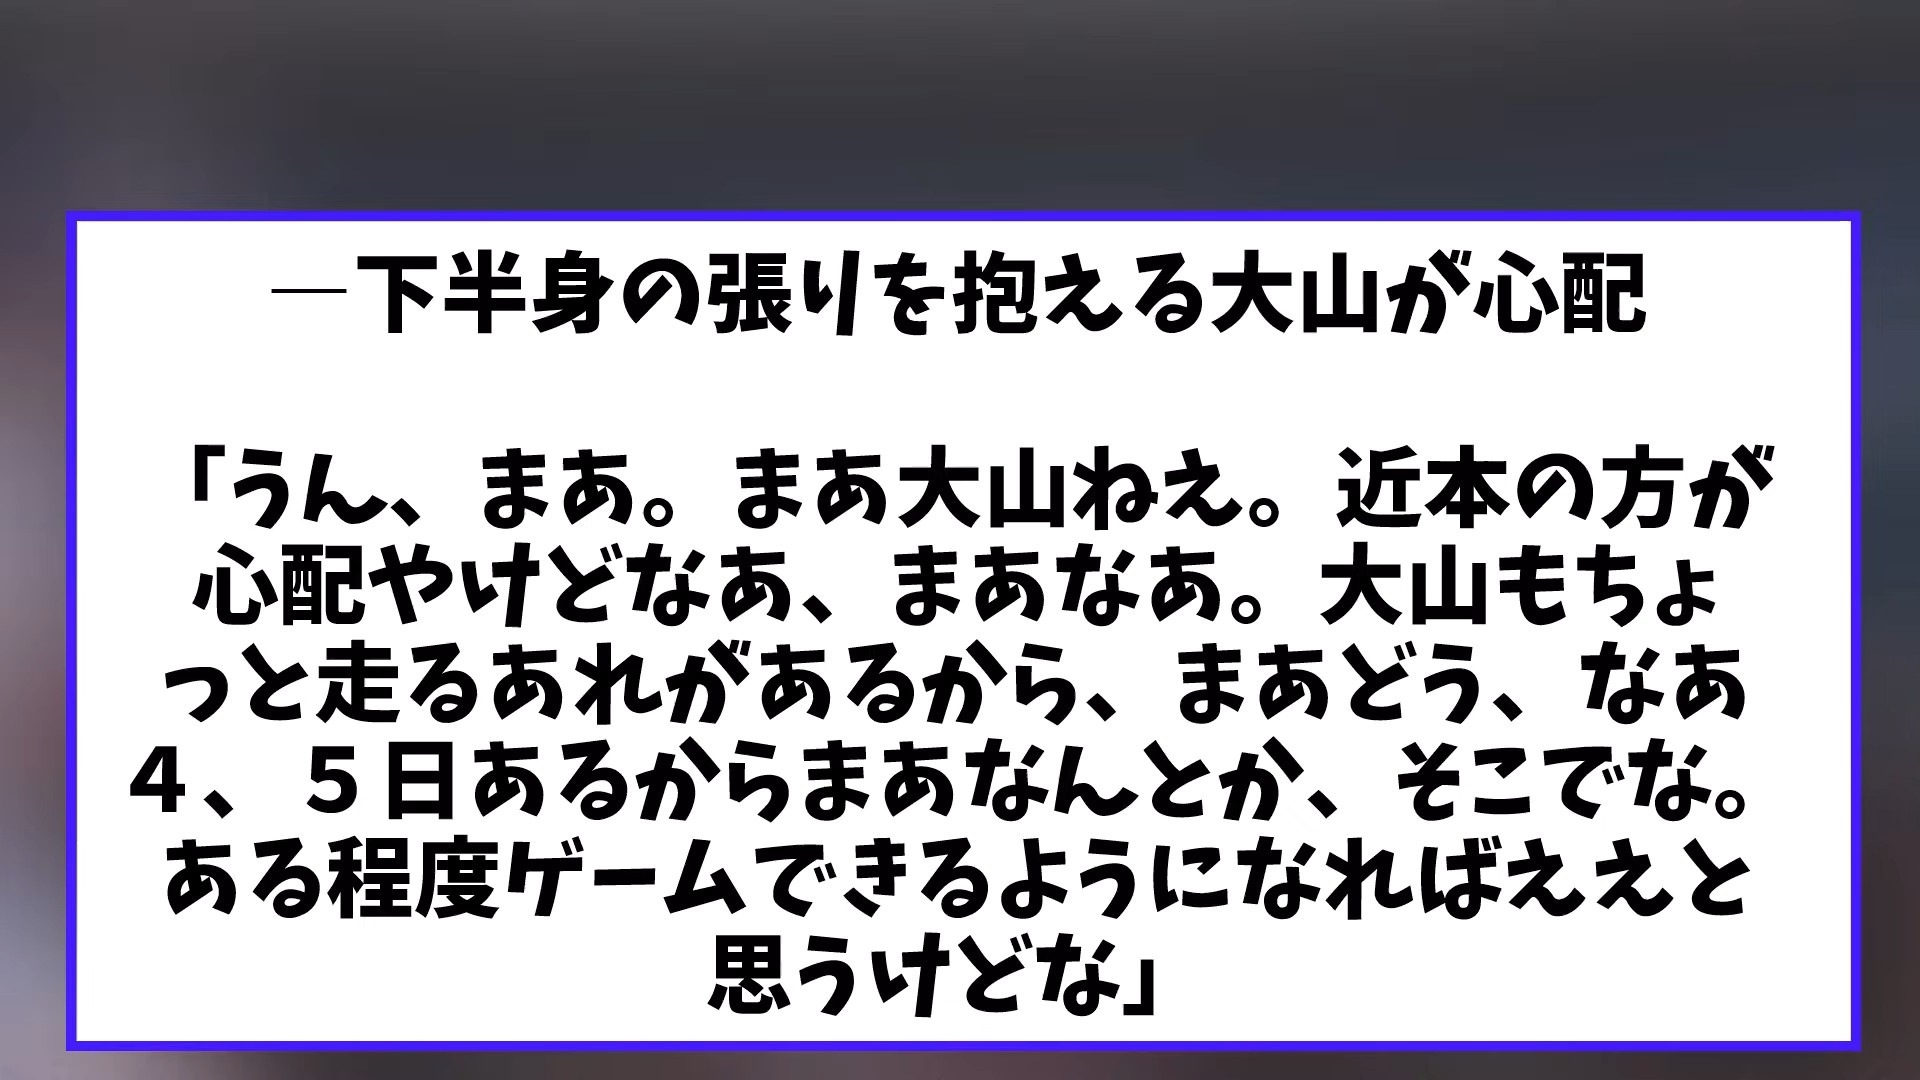 ―下半身の張りを抱える大山が心配
「うん、まあ。まあ大山ねえ。近本の方が
心配やけどなあ、まあなあ。大山もちょ
っと走るあれがあるから、まあどう、なあ
４、５日あるからまあなんとか、そこでな。
ある程度ゲームできるようになればええと
思うけどな」